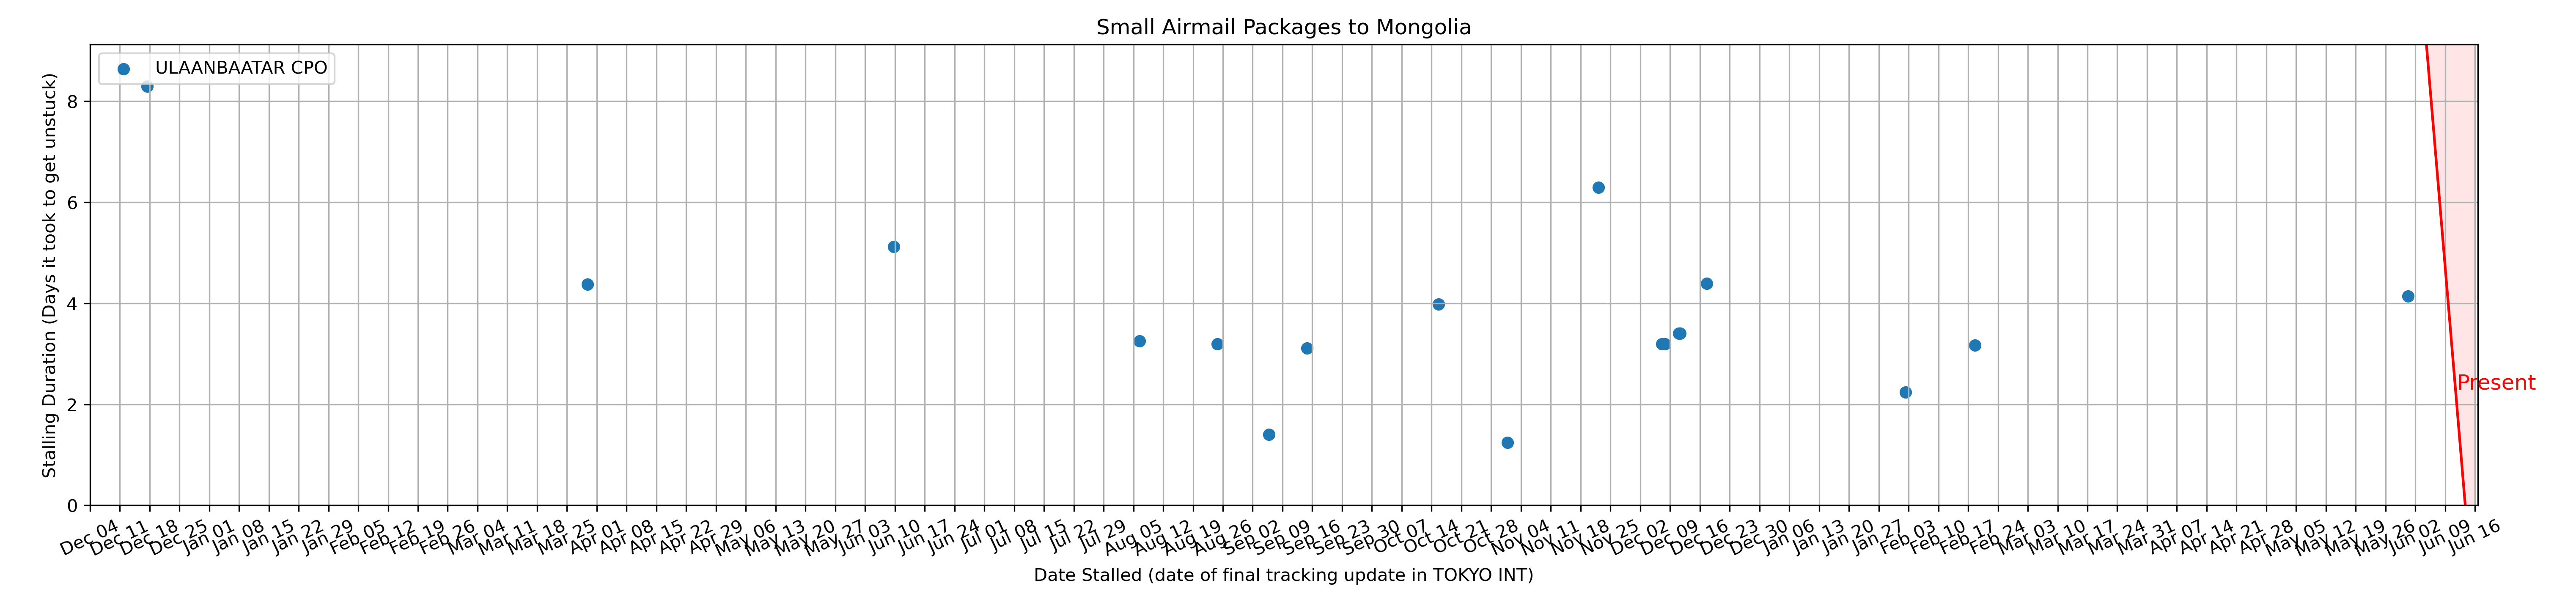 Small Airmail Packages to Mongolia
ULAANBAATAR CPO
Stalling Duration (Days it took to get unstuck)
8
6
4
2
0
Present
Dec 04 Dec 11 Dec 18 Dec 25 Jan 01 Jan 08 Jan 15 Jan 22 Jan 29 Feb 05 Feb 12 Feb 19 Feb 26 Mar 04 Mar 11 Mar 18 Mar 25 Apr 01 Apr 08 Apr 15 Apr 22 Apr 29 May 06 May 13 May 20 May 27 Jun 03 Jun 10 Jun 17 Jun 24 Jul 01 Jul 08 Jul 15 Jul 22 Jul 29 Aug 05 Aug 12 Aug 19 Aug 26 Sep 02 Sep 09 Sep 16 Sep 23 Sep 30 Oct 07 Oct 14 Oct 21 Oct 28 Nov 04 Nov 11 Nov 18 Nov 25 Dec 02 Dec 09 Dec 16 Dec 23 Dec 30 Jan 06 Jan 13 Jan 20 Jan 27 Feb 03 Feb 10 Feb 17 Feb 24 Mar 03 Mar 10 Mar 17 Mar 24 Mar 31 Apr 07 Apr 14 Apr 21 Apr 28 May 05 May 12 May 19 May 26 Jun 02 Jun 09 Jun 16
Date Stalled (date of final tracking update in TOKYO INT)